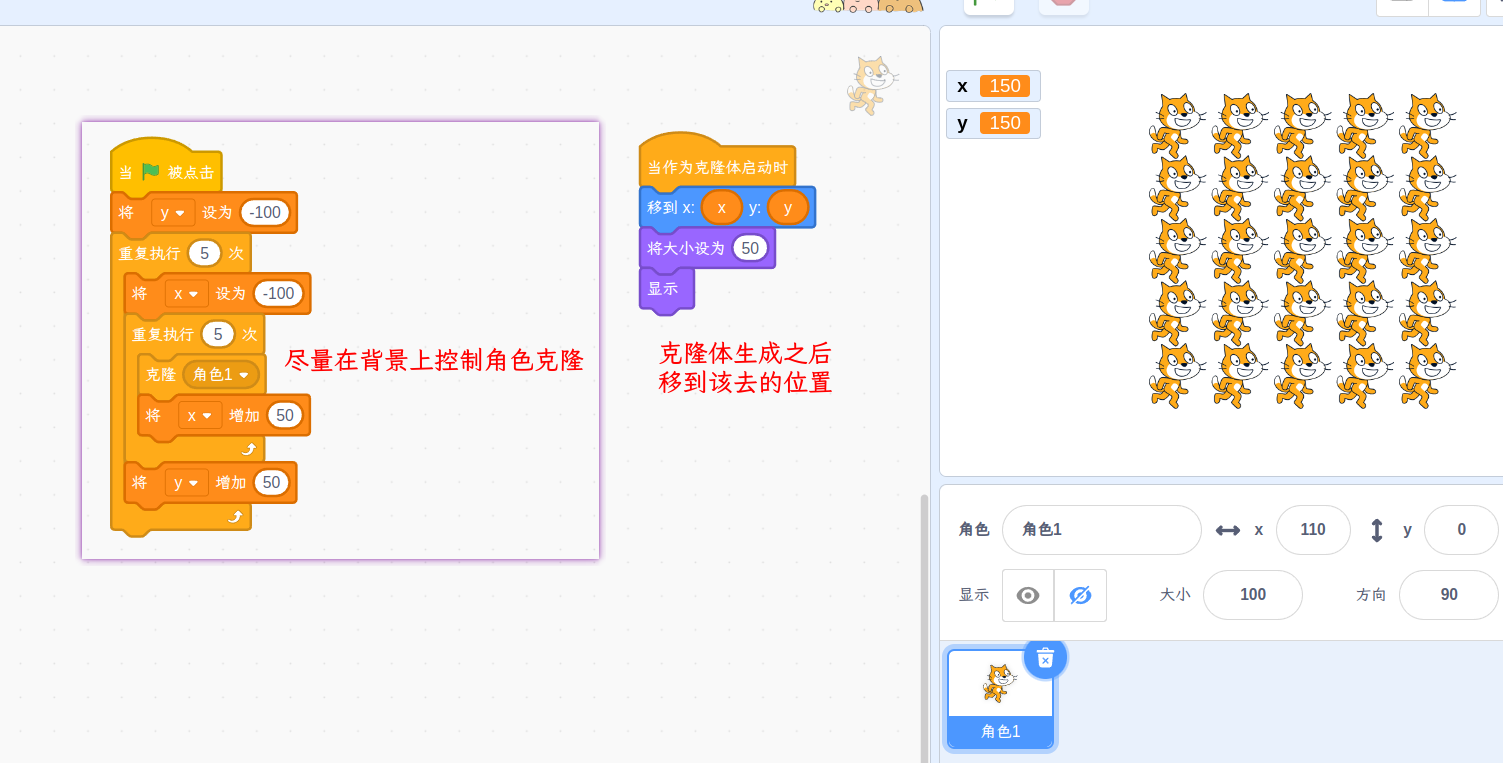 当 被点击
将 y 设为 -100
重复执行 5 次
将 x 设为 -100
重复执行 5 次
克隆 角色1
将 x 增加 50
将 y 增加 50
尽量在背景上控制角色克隆
当作为克隆体启动时
移到 x: x y: y
将大小设为 50
显示
克隆体生成之后
移到该去的位置
x 150
y 150
角色 角色1 x 110 y 0
显示 大小 100 方向 90
角色1